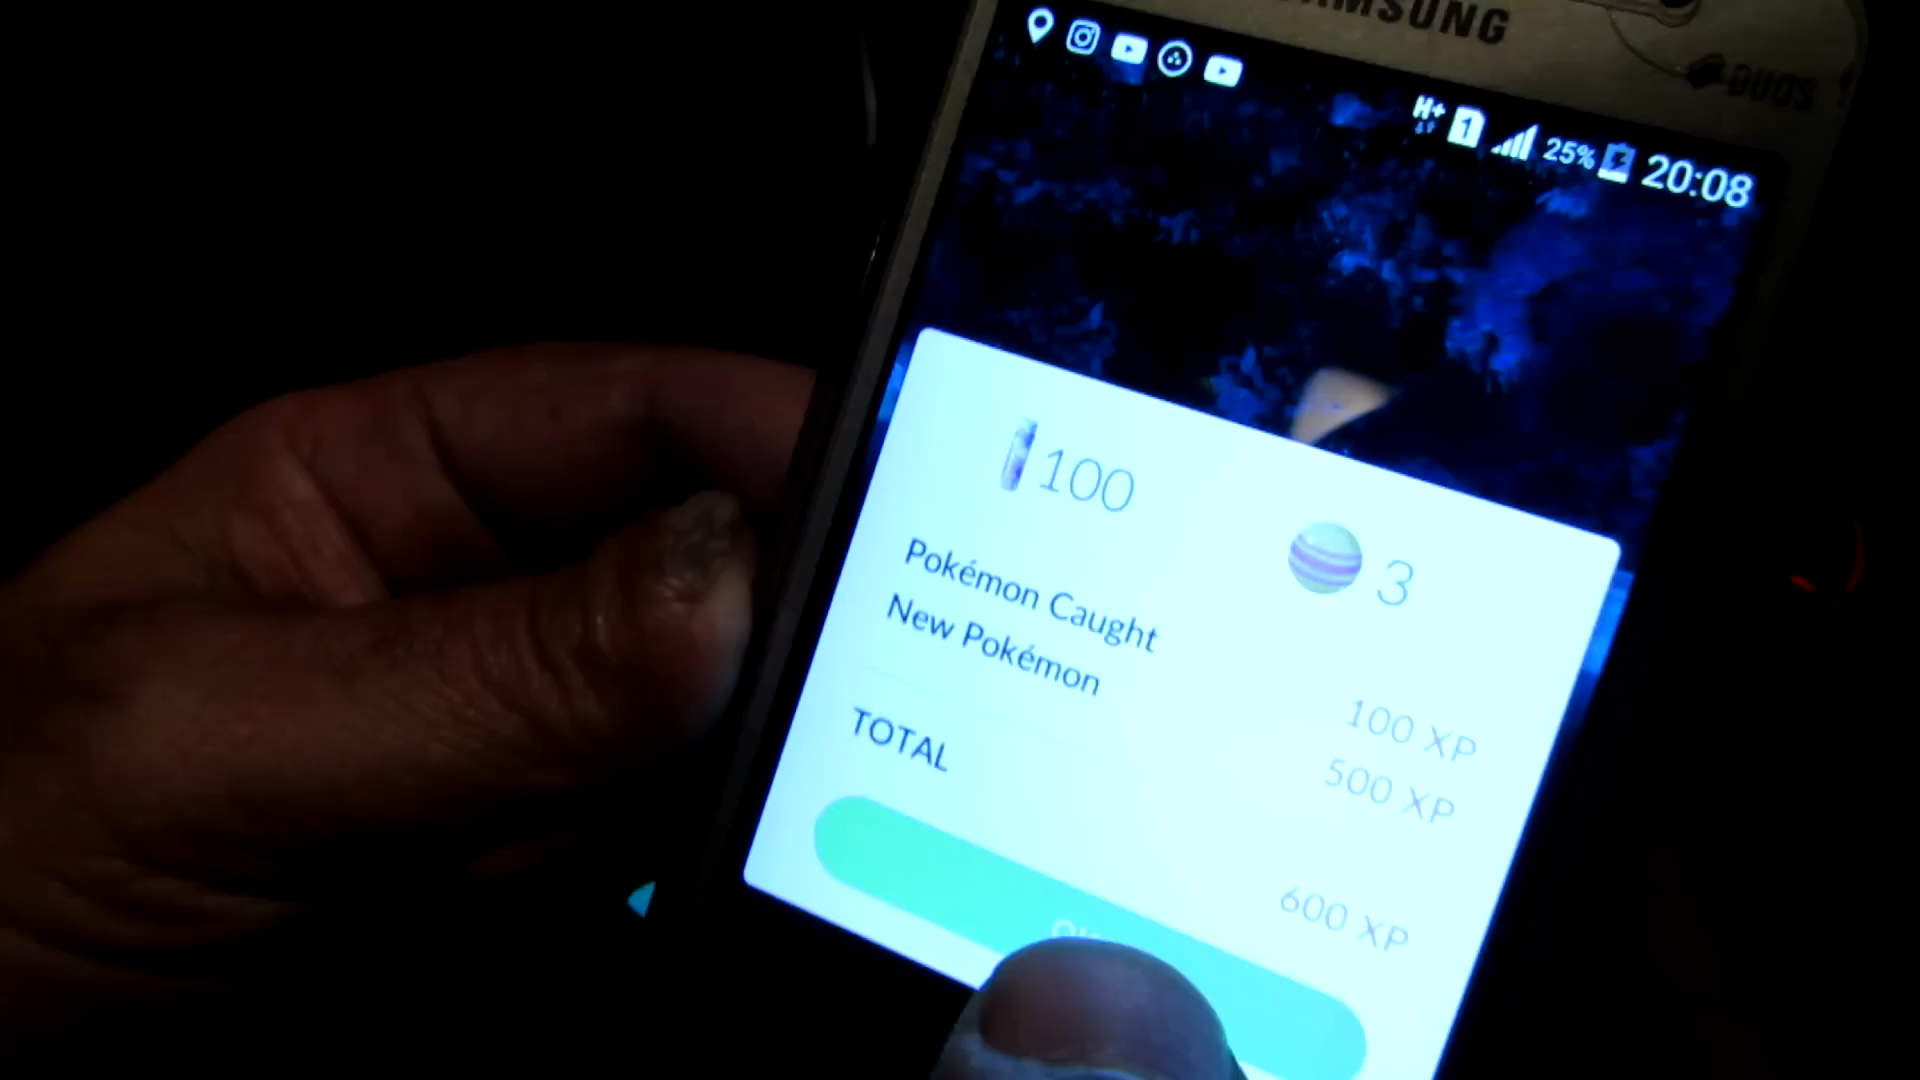 SAMSUNG
DUOS
H+ 1 25% 20:08
100
3
Pokémon Caught 100 XP
New Pokémon 500 XP
TOTAL 600 XP
OK